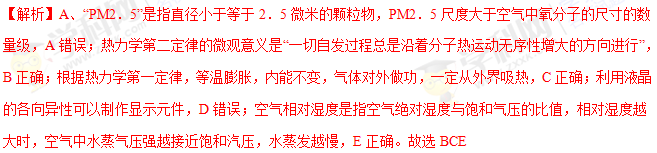 【解析】A、“PM2．5”是指直径小于等于 2．5 微米的颗粒物，PM2．5 尺度大于空气中氧分子的尺寸的数
量级，A 错误；热力学第二定律的微观意义是“一切自发过程总是沿着分子热运动无序性增大的方向进行”，
B 正确；根据热力学第一定律，等温膨胀，内能不变，气体对外做功，一定从外界吸热，C 正确；利用液晶
的各向异性可以制作显示元件，D 错误；空气相对湿度是指空气绝对湿度与饱和气压的比值，相对湿度越
大时，空气中水蒸气压强越接近饱和汽压，水蒸发越慢，E 正确。故选 BCE